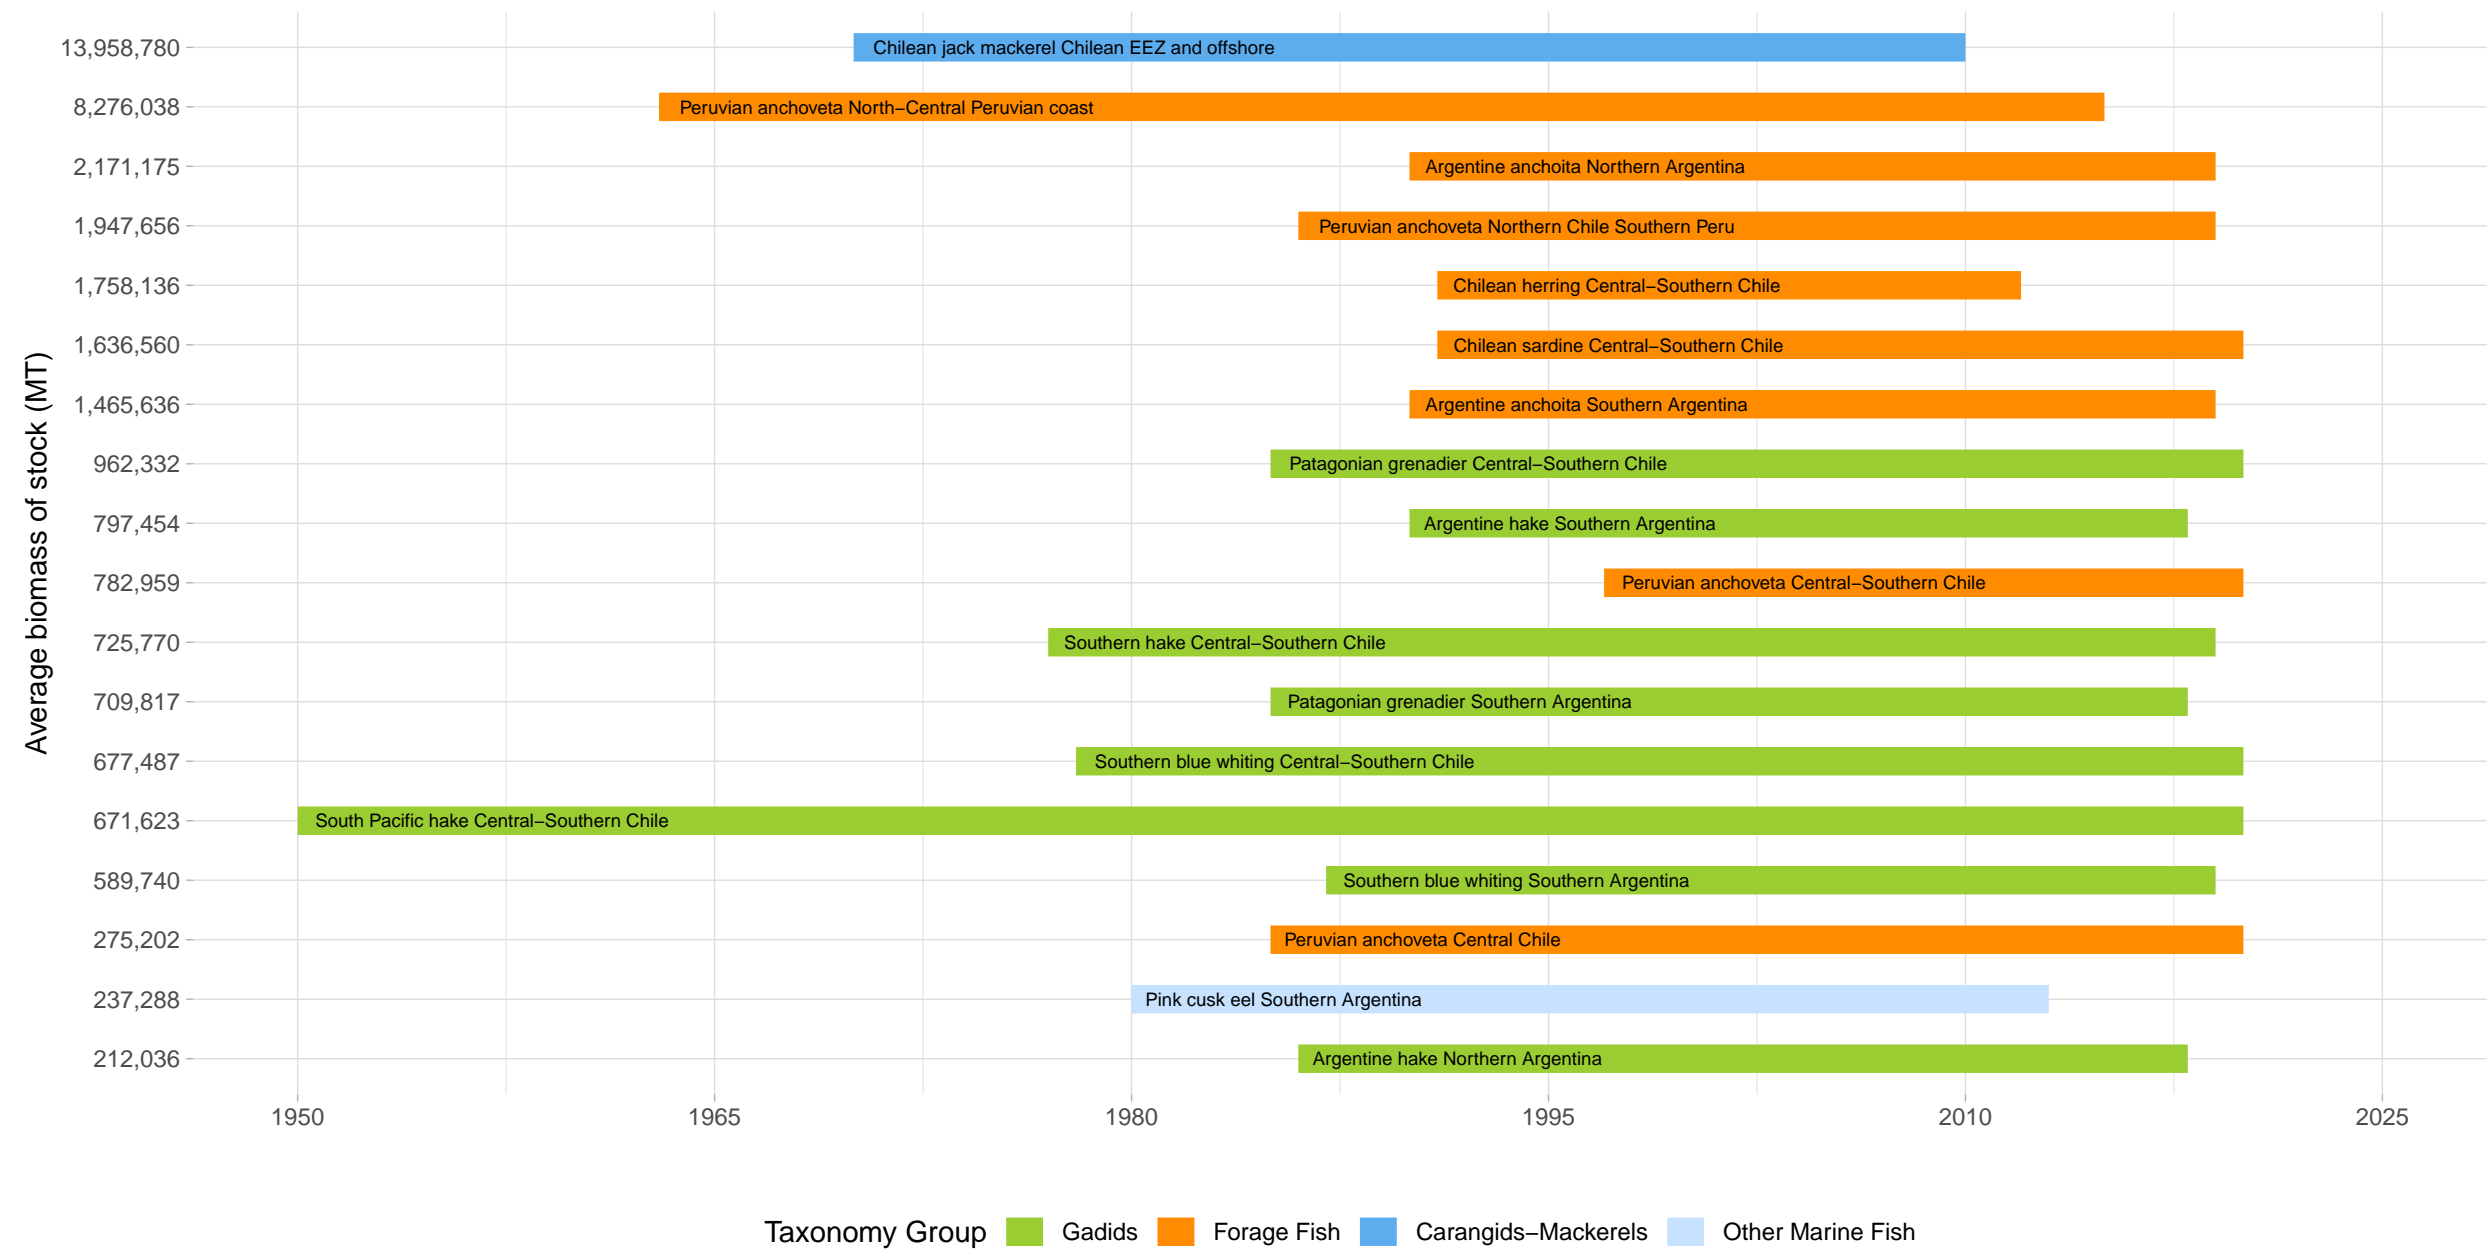 13,958,780 Chilean jack mackerel Chilean EEZ and offshore
8,276,038 Peruvian anchoveta North−Central Peruvian coast
2,171,175 Argentine anchoita Northern Argentina
1,947,656 Peruvian anchoveta Northern Chile Southern Peru
1,758,136 Chilean herring Central−Southern Chile
1,636,560 Chilean sardine Central−Southern Chile
1,465,636 Argentine anchoita Southern Argentina
962,332 Patagonian grenadier Central−Southern Chile
797,454 Argentine hake Southern Argentina
782,959 Peruvian anchoveta Central−Southern Chile
725,770 Southern hake Central−Southern Chile
709,817 Patagonian grenadier Southern Argentina
677,487 Southern blue whiting Central−Southern Chile
671,623 South Pacific hake Central−Southern Chile
589,740 Southern blue whiting Southern Argentina
275,202 Peruvian anchoveta Central Chile
237,288 Pink cusk eel Southern Argentina
212,036 Argentine hake Northern Argentina
Average biomass of stock (MT)
1950 1965 1980 1995 2010 2025
Taxonomy Group Gadids Forage Fish Carangids−Mackerels Other Marine Fish